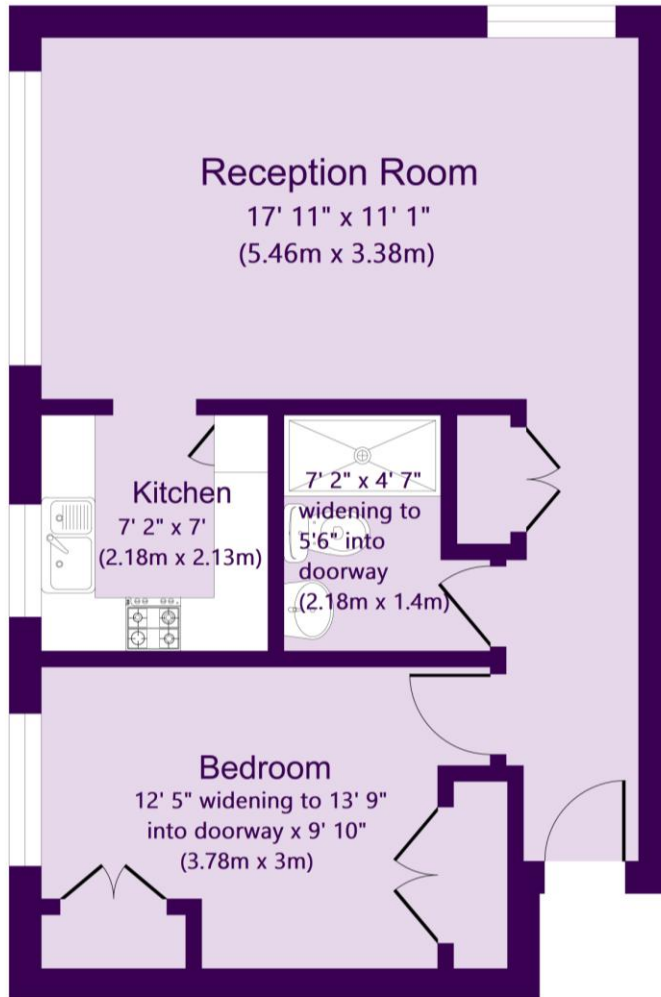 Reception Room
17' 11" x 11' 1"
(5.46m x 3.38m)
Kitchen
7' 2" x 7'
(2.18m x 2.13m)
7' 2" x 4' 7"
widening to
5'6" into
doorway
(2.18m x 1.4m)
Bedroom
12' 5" widening to 13' 9"
into doorway x 9' 10"
(3.78m x 3m)